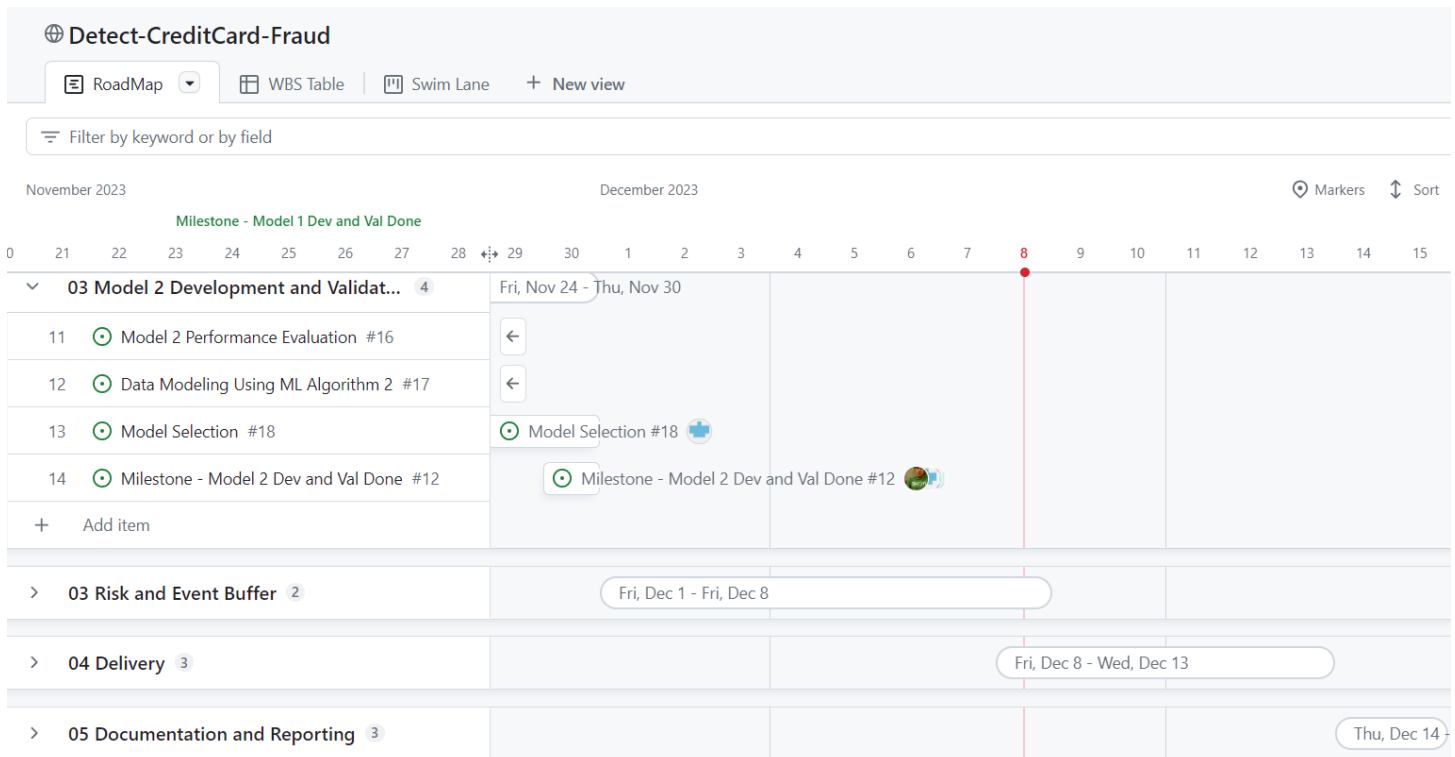 Detect-CreditCard-Fraud
RoadMap WBS Table Swim Lane + New view
Filter by keyword or by field
November 2023 December 2023 Markers Sort
Milestone - Model 1 Dev and Val Done
0 21 22 23 24 25 26 27 28 29 30 1 2 3 4 5 6 7 8 9 10 11 12 13 14 15
03 Model 2 Development and Validat... 4 Fri, Nov 24 - Thu, Nov 30
11 Model 2 Performance Evaluation #16
12 Data Modeling Using ML Algorithm 2 #17
13 Model Selection #18 Model Selection #18
14 Milestone - Model 2 Dev and Val Done #12 Milestone - Model 2 Dev and Val Done #12
+ Add item
03 Risk and Event Buffer 2 Fri, Dec 1 - Fri, Dec 8
04 Delivery 3 Fri, Dec 8 - Wed, Dec 13
05 Documentation and Reporting 3 Thu, Dec 14 -